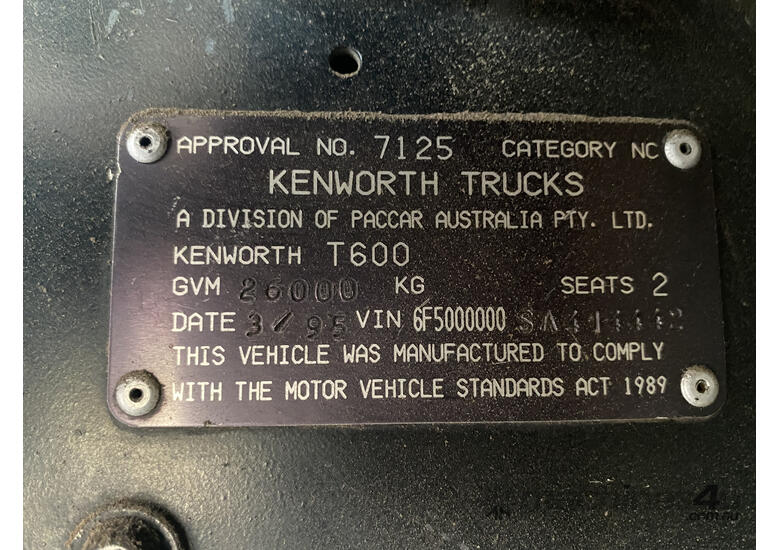 APPROVAL NO. 7125 CATEGORY NC
KENWORTH TRUCKS
A DIVISION OF PACCAR AUSTRALIA PTY. LTD.
KENWORTH T600
GVM 26000 KG SEATS 2
DATE 3/95 VIN 6F5000000
THIS VEHICLE WAS MANUFACTURED TO COMPLY
WITH THE MOTOR VEHICLE STANDARDS ACT 1989